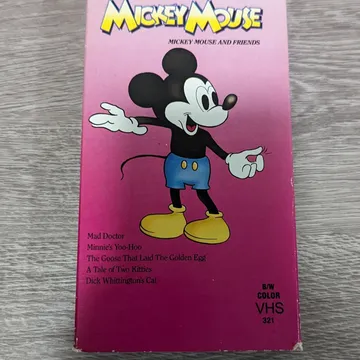 MICKEY MOUSE
MICKEY MOUSE AND FRIENDS
Mad Doctor
Minnie's Yoo-Hoo
The Goose That Laid The Golden Egg
A Tale of Two Kitties
Dick Whittington's Cat
B/W
COLOR
VHS
321